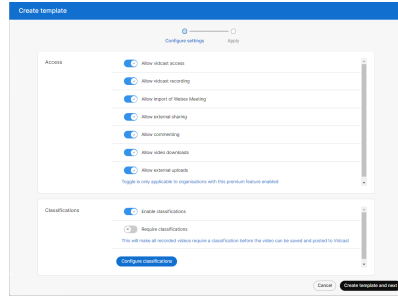 Create template
Configure settings
Apply
Access
Allow vidcast access
Allow vidcast recording
Allow import of Webex Meeting
Allow external sharing
Allow commenting
Allow video downloads
Allow external uploads
Toggle is only applicable to organisations with this premium feature enabled
Classifications
Enable classifications
Require classifications
This will make all recorded videos require a classification before the video can be saved and posted to Vidcast
Configure classifications
Cancel
Create template and next